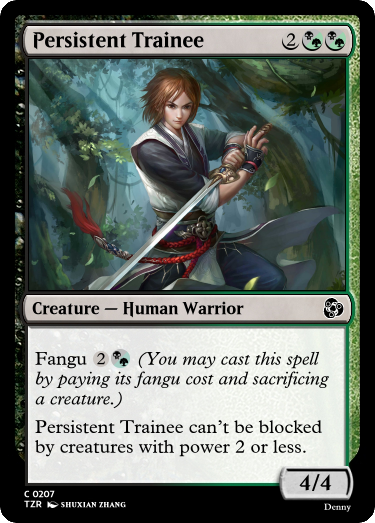 Persistent Trainee 2
Creature — Human Warrior
Fangu 2 (You may cast this spell
by paying its fangu cost and sacrificing
a creature.)
Persistent Trainee can't be blocked
by creatures with power 2 or less.
4/4
C 0207
TZR SHUXIAN ZHANG
Denny